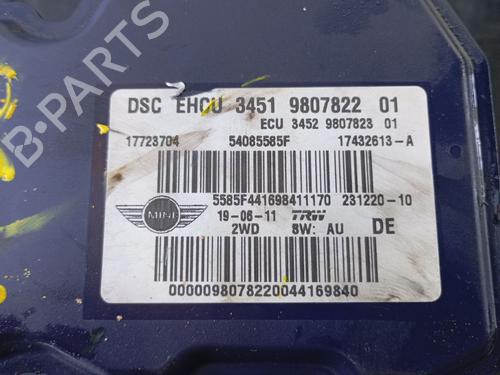 DSC EHCU 3451 9807822 01
ECU 3452 9807823 01
17723704 54085585F 17432613-A
5585F441698411170 231220-10
MINI
19-06-11 TRW
2WD 8W: AU DE
0000098078220044169840
B-PARTS